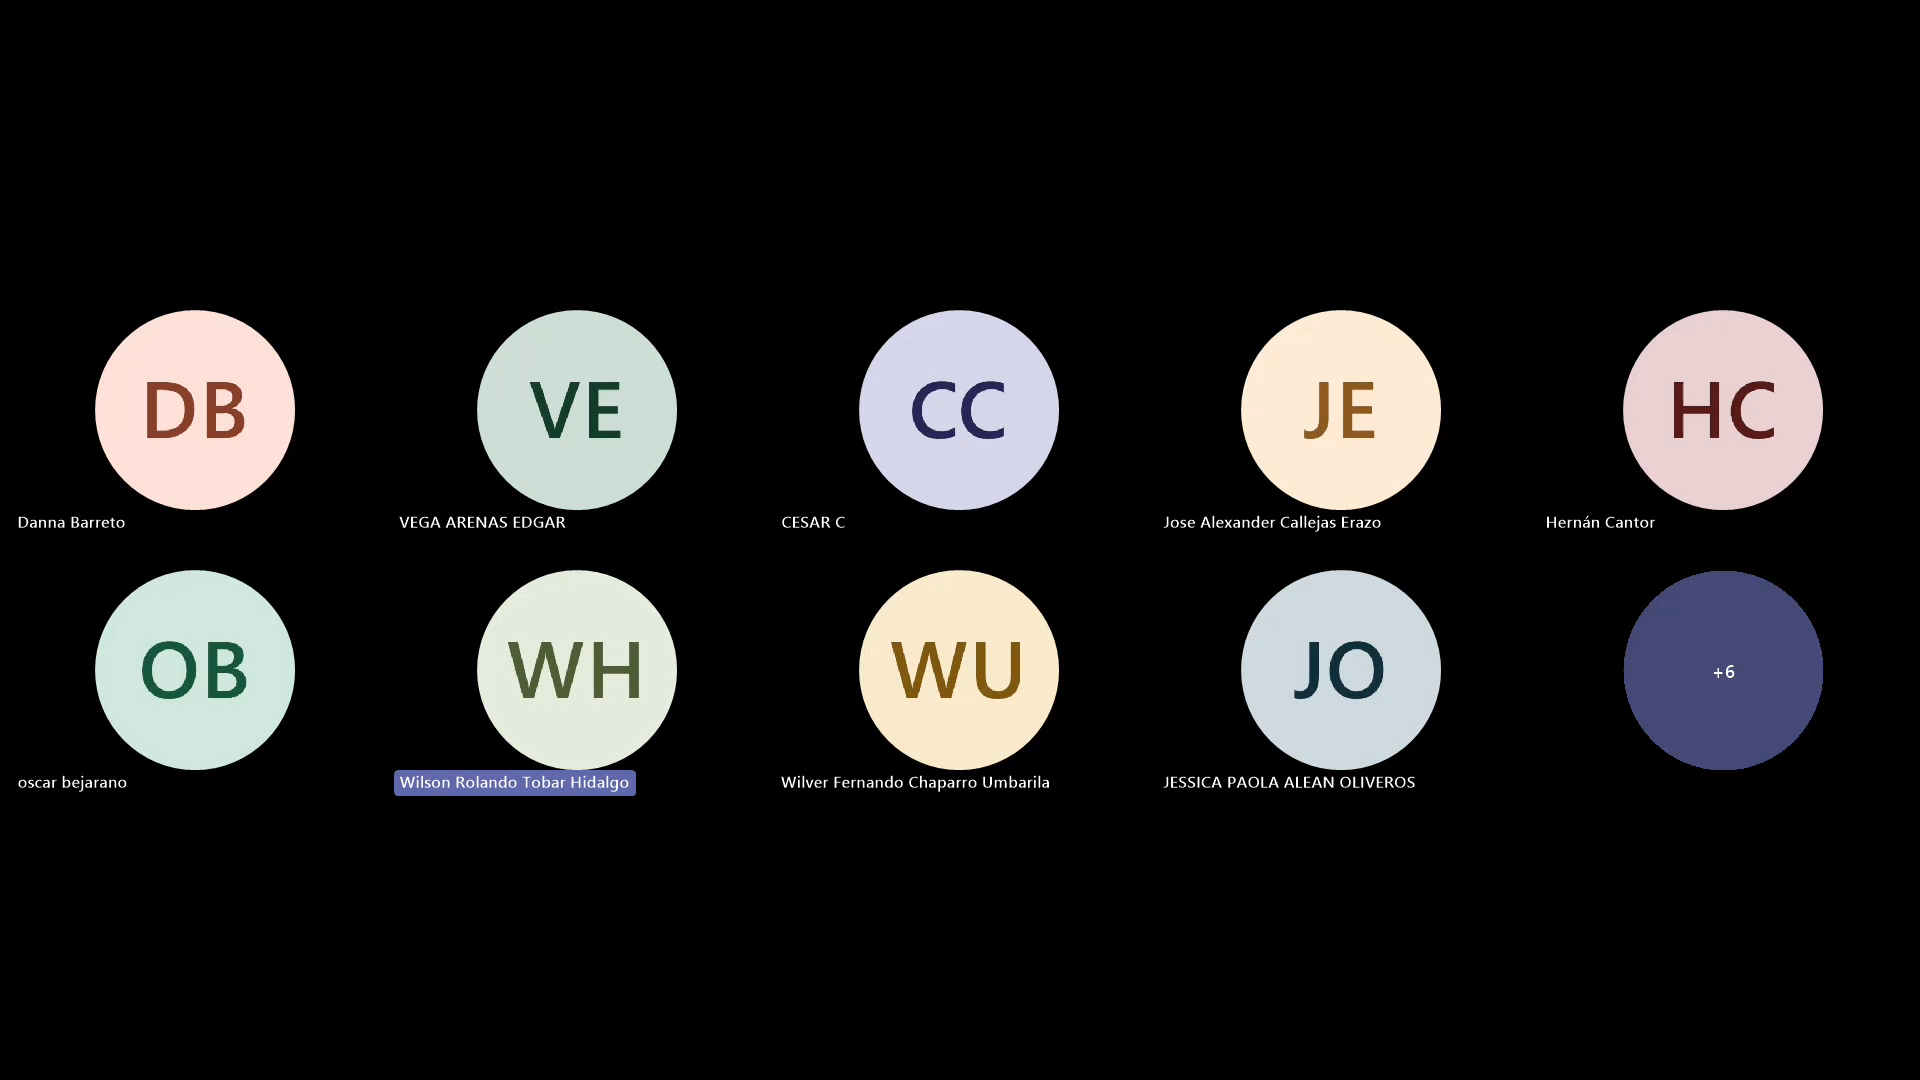 DB
VE
CC
JE
HC
Danna Barreto
VEGA ARENAS EDGAR
CESAR C
Jose Alexander Callejas Erazo
Hernán Cantor
OB
WH
WU
JO
+6
oscar bejarano
Wilson Rolando Tobar Hidalgo
Wilver Fernando Chaparro Umbarila
JESSICA PAOLA ALEAN OLIVEROS